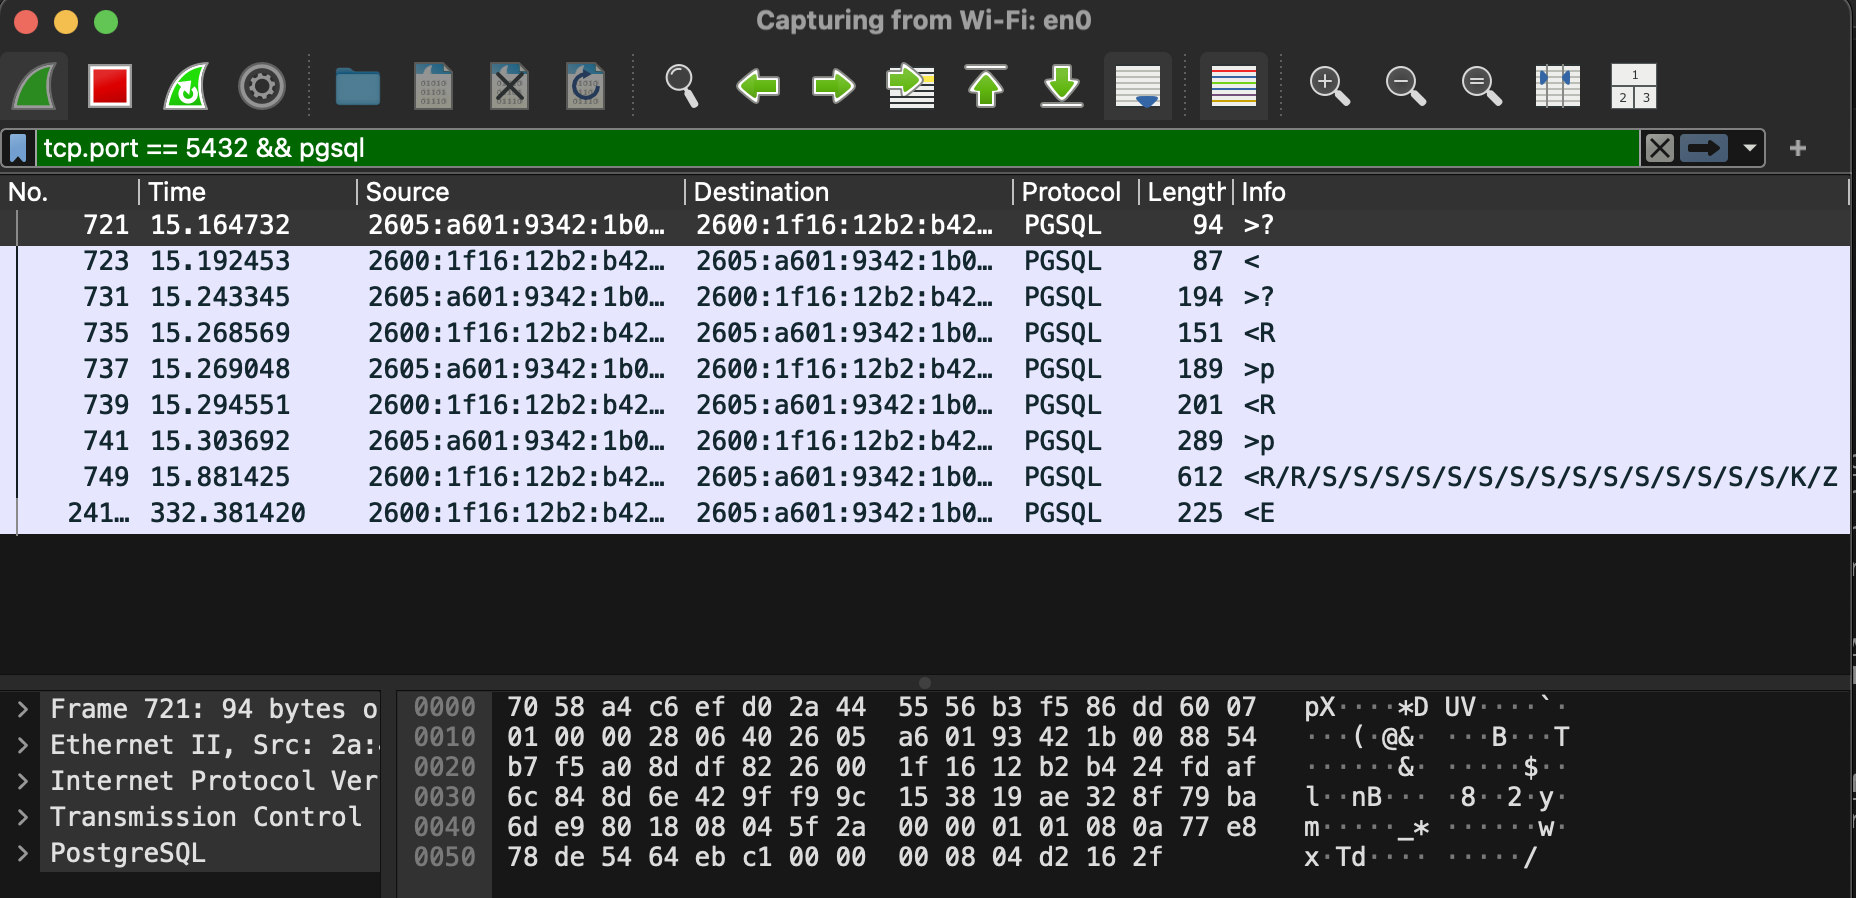 Capturing from Wi-Fi: en0
tcp.port == 5432 && pgsql
No. Time Source Destination Protocol Length Info
721 15.164732 2605:a601:9342:1b0… 2600:1f16:12b2:b42… PGSQL 94 >?
723 15.192453 2600:1f16:12b2:b42… 2605:a601:9342:1b0… PGSQL 87 <
731 15.243345 2605:a601:9342:1b0… 2600:1f16:12b2:b42… PGSQL 194 >?
735 15.268569 2600:1f16:12b2:b42… 2605:a601:9342:1b0… PGSQL 151 <R
737 15.269048 2605:a601:9342:1b0… 2600:1f16:12b2:b42… PGSQL 189 >p
739 15.294551 2600:1f16:12b2:b42… 2605:a601:9342:1b0… PGSQL 201 <R
741 15.303692 2605:a601:9342:1b0… 2600:1f16:12b2:b42… PGSQL 289 >p
749 15.881425 2600:1f16:12b2:b42… 2605:a601:9342:1b0… PGSQL 612 <R/R/S/S/S/S/S/S/S/S/S/S/S/S/S/S/S/K/Z
241… 332.381420 2600:1f16:12b2:b42… 2605:a601:9342:1b0… PGSQL 225 <E
Frame 721: 94 bytes o
Ethernet II, Src: 2a:
Internet Protocol Ver
Transmission Control
PostgreSQL
0000 70 58 a4 c6 ef d0 2a 44 55 56 b3 f5 86 dd 60 07 pX····*D UV····`·
0010 01 00 00 28 06 40 26 05 a6 01 93 42 1b 00 88 54 ···(·@&· ···B···T
0020 b7 f5 a0 8d df 82 26 00 1f 16 12 b2 b4 24 fd af ······&· ·····$··
0030 6c 84 8d 6e 42 9f f9 9c 15 38 19 ae 32 8f 79 ba l··nB··· ·8··2·y·
0040 6d e9 80 18 08 04 5f 2a 00 00 01 01 08 0a 77 e8 m·····_* ······w·
0050 78 de 54 64 eb c1 00 00 00 08 04 d2 16 2f x·Td···· ·····/